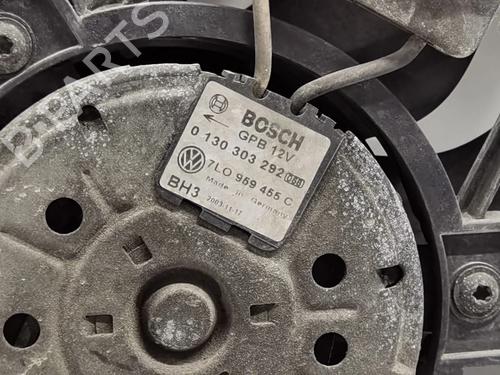 B-PARTS
BOSCH
GPB 12V
0 130 303 292
7L0 959 455 C
BH3 Made in Germany
2003-11-17